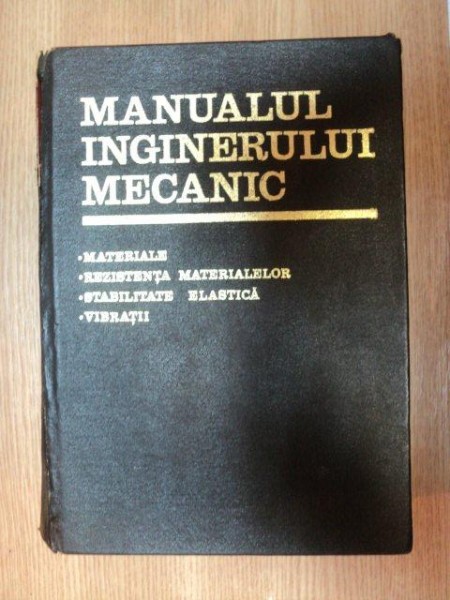 MANUALUL
INGINERULUI
MECANIC
•MATERIALE
•REZISTENȚA MATERIALELOR
•STABILITATE ELASTICĂ
•VIBRAȚII